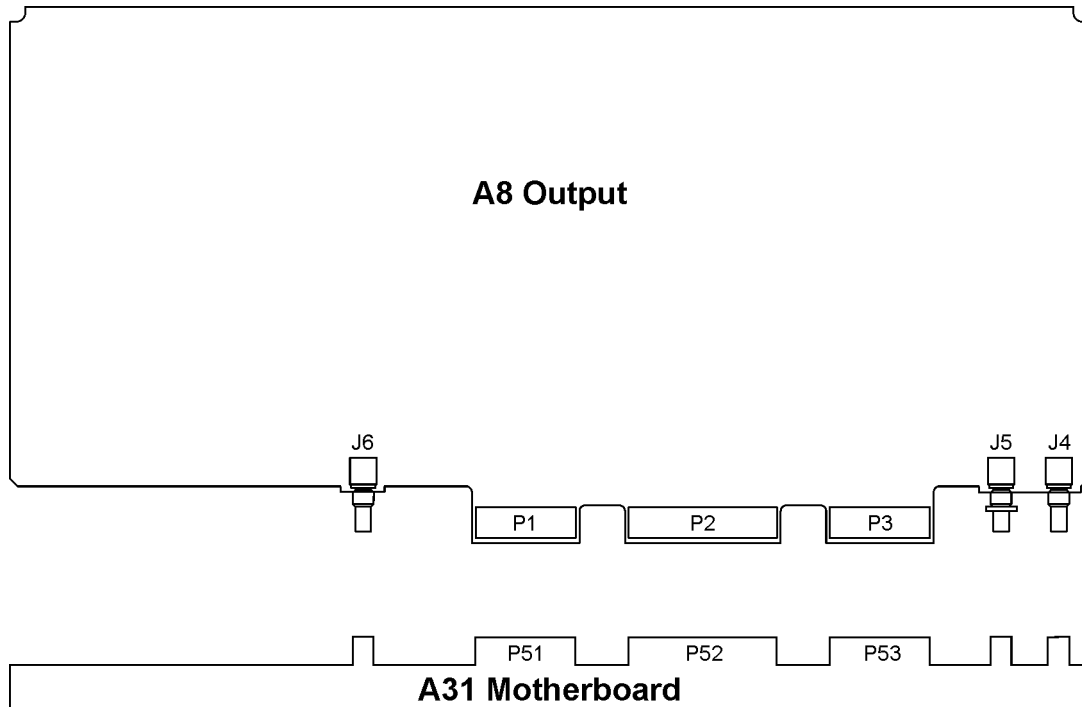 A8 Output
J6 J5 J4
P1 P2 P3
P51 P52 P53
A31 Motherboard